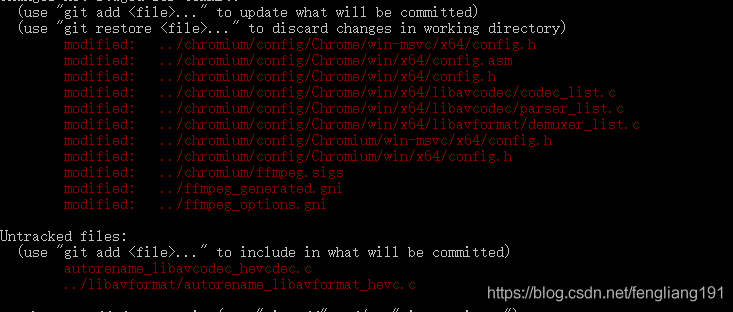 (use "git add <file>..." to update what will be committed)
(use "git restore <file>..." to discard changes in working directory)
modified: ../chromium/config/Chrome/win-msvc/x64/config.h
modified: ../chromium/config/Chrome/win/x64/config.asm
modified: ../chromium/config/Chrome/win/x64/config.h
modified: ../chromium/config/Chrome/win/x64/libavcodec/codec_list.c
modified: ../chromium/config/Chrome/win/x64/libavcodec/parser_list.c
modified: ../chromium/config/Chrome/win/x64/libavformat/demuxer_list.c
modified: ../chromium/config/Chromium/win-msvc/x64/config.h
modified: ../chromium/config/Chromium/win/x64/config.h
modified: ../chromium/ffmpeg.sigs
modified: ../ffmpeg_generated.gni
modified: ../ffmpeg_options.gni
Untracked files:
(use "git add <file>..." to include in what will be committed)
autorename_libavcodec_hevcdec.c
../libavformat/autorename_libavformat_hevc.c
https://blog.csdn.net/fengliang191